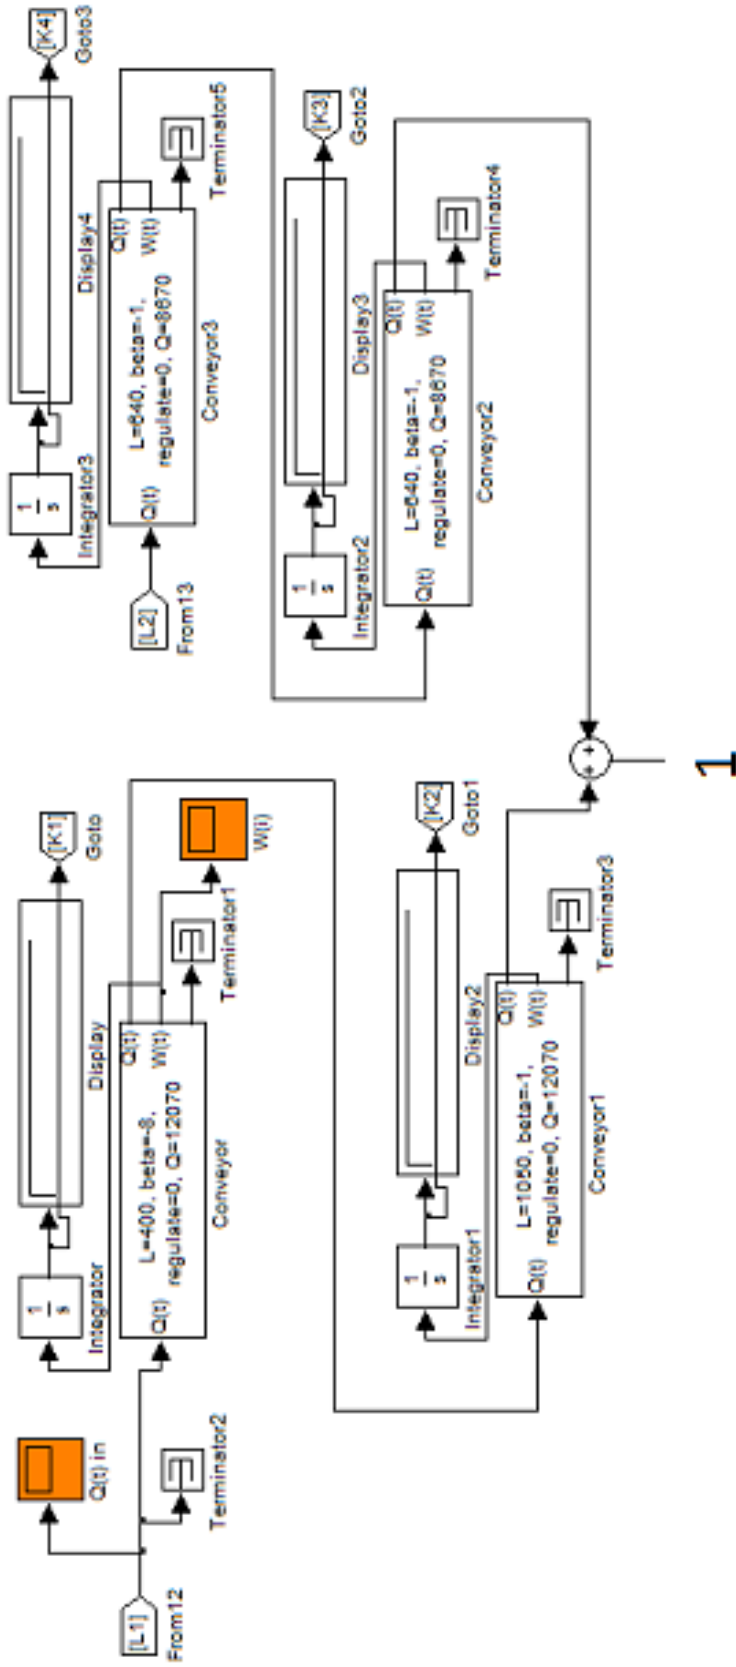 [L1]
From12
Q(t) in
Terminator2
1
s
Integrator
Display
[K1]
Goto
Q(t)
L=400, beta=-6,
regulate=0, Q=12070
Q(t)
W(t)
Conveyor
Terminator1
W(i)
1
s
Integrator1
Display2
[K2]
Goto1
Q(t)
L=1050, beta=-1,
regulate=0, Q=12070
Q(t)
W(t)
Conveyor1
Terminator3
[L2]
From13
1
s
Integrator3
Display4
[K4]
Goto3
Q(t)
L=640, beta=-1,
regulate=0, Q=8670
Q(t)
W(t)
Conveyor3
Terminator5
1
s
Integrator2
Display3
[K3]
Goto2
Q(t)
L=640, beta=-1,
regulate=0, Q=8670
Q(t)
W(t)
Conveyor2
Terminator4
+
+
1